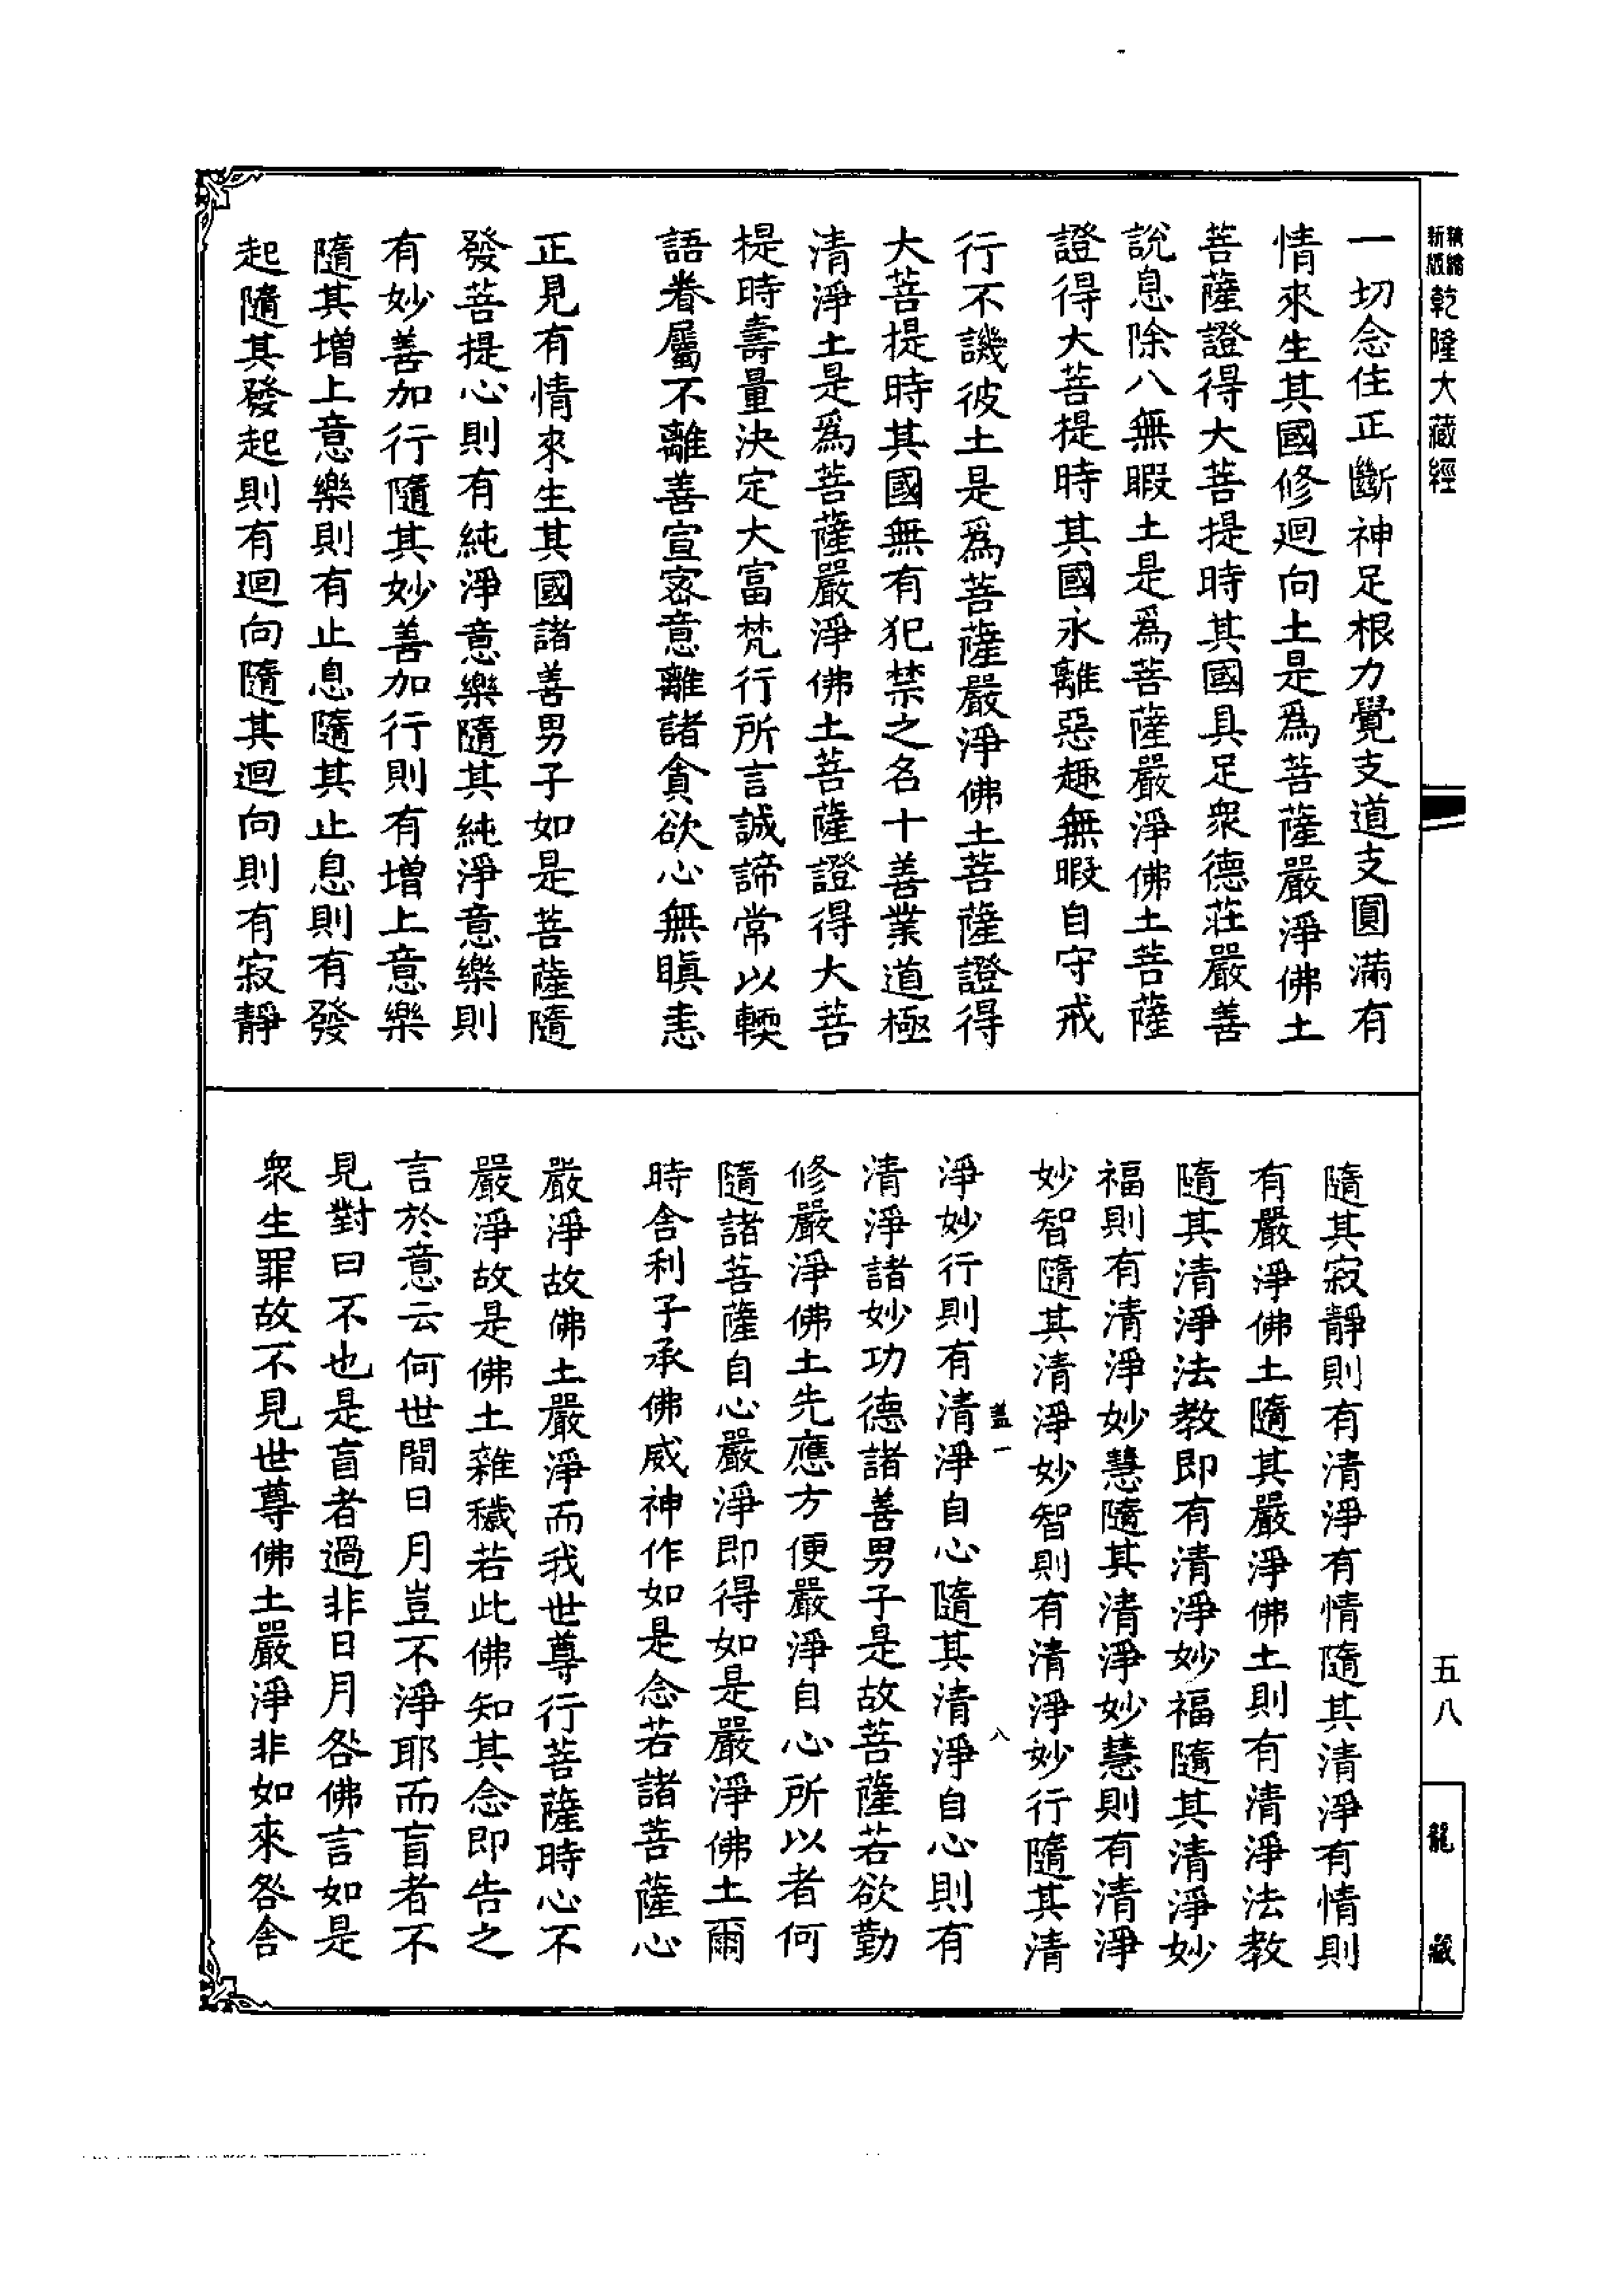 新編縮版乾隆大藏經
一切念住正斷神足根力覺支道支圓滿有
情來生其國修迴向土是爲菩薩嚴淨佛土
菩薩證得大菩提時其國具足衆德莊嚴善
說息除八無暇土是爲菩薩嚴淨佛土菩薩
證得大菩提時其國永離惡趣無暇自守戒
行不譏彼土是爲菩薩嚴淨佛土菩薩證得
大菩提時其國無有犯禁之名十善業道極
清淨土是爲菩薩嚴淨佛土菩薩證得大菩
提時壽量決定大富梵行所言誠諦常以輭
語眷屬不離善宣密意離諸貪欲心無瞋恚
正見有情來生其國諸善男子如是菩薩隨
發菩提心則有純淨意樂隨其純淨意樂則
有妙善加行隨其妙善加行則有增上意樂
隨其增上意樂則有止息隨其止息則有發
起隨其發起則有迴向隨其迴向則有寂靜
隨其寂靜則有清淨有情隨其清淨有情則
有嚴淨佛土隨其嚴淨佛土則有清淨法教
隨其清淨法教即有清淨妙福隨其清淨妙
福則有清淨妙慧隨其清淨妙慧則有清淨
妙智隨其清淨妙智則有清淨妙行隨其清
蓋一 八
淨妙行則有清淨自心隨其清淨自心則有
清淨諸妙功德諸善男子是故菩薩若欲勤
修嚴淨佛土先應方便嚴淨自心所以者何
隨諸菩薩自心嚴淨即得如是嚴淨佛土爾
時舍利子承佛威神作如是念若諸菩薩心
嚴淨故佛土嚴淨而我世尊行菩薩時心不
嚴淨故是佛土雜穢若此佛知其念即告之
言於意云何世間日月豈不淨耶而盲者不
見對曰不也是盲者過非日月咎佛言如是
衆生罪故不見世尊佛土嚴淨非如來咎舍
五八
龍藏